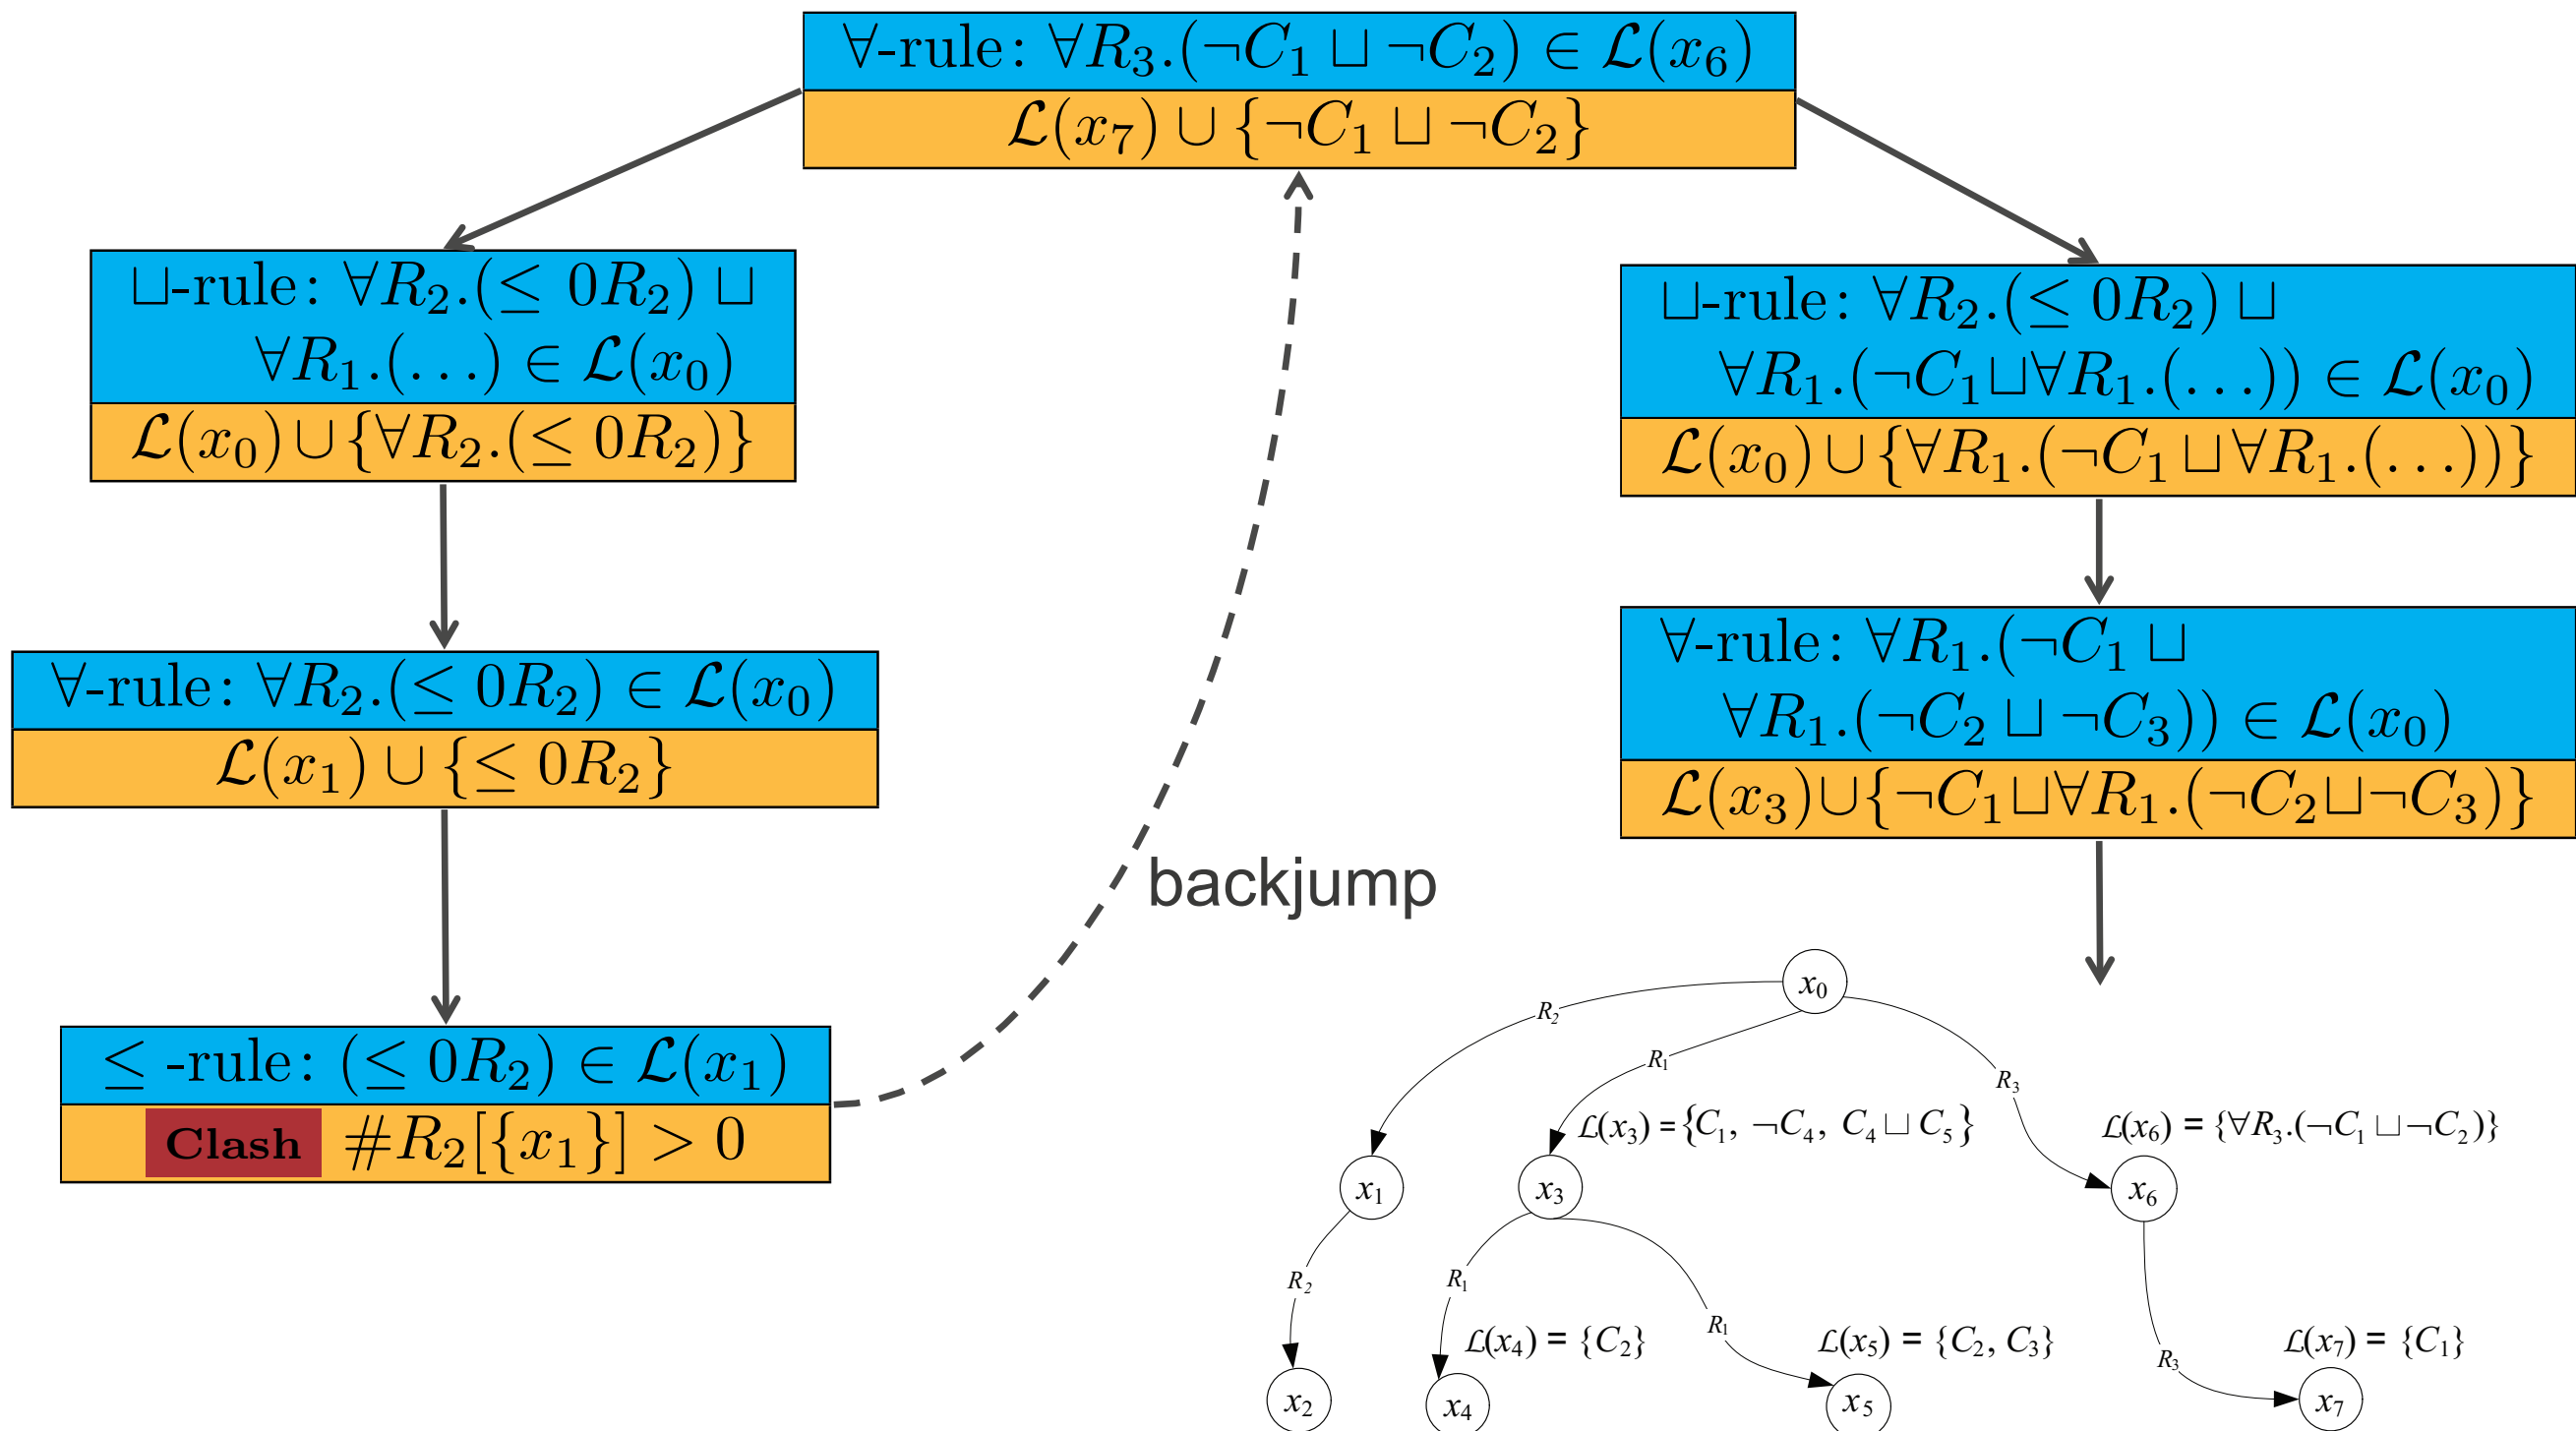 ∀-rule: ∀R₃.(¬C₁ ⊔ ¬C₂) ∈ ℒ(x₆)
ℒ(x₇) ∪ {¬C₁ ⊔ ¬C₂}
⊔-rule: ∀R₂.(≤ 0R₂) ⊔
∀R₁.(...) ∈ ℒ(x₀)
ℒ(x₀) ∪ {∀R₂.(≤ 0R₂)}
∀-rule: ∀R₂.(≤ 0R₂) ∈ ℒ(x₀)
ℒ(x₁) ∪ {≤ 0R₂}
≤ -rule: (≤ 0R₂) ∈ ℒ(x₁)
Clash #R₂[{x₁}] > 0
backjump
⊔-rule: ∀R₂.(≤ 0R₂) ⊔
∀R₁.(¬C₁⊔∀R₁.(...)) ∈ ℒ(x₀)
ℒ(x₀) ∪ {∀R₁.(¬C₁ ⊔ ∀R₁.(...))}
∀-rule: ∀R₁.(¬C₁ ⊔
∀R₁.(¬C₂ ⊔ ¬C₃)) ∈ ℒ(x₀)
ℒ(x₃)∪{¬C₁⊔∀R₁.(¬C₂⊔¬C₃)}
x₀
R₂
R₁
R₃
ℒ(x₃) = {C₁, ¬C₄, C₄ ⊔ C₅}
ℒ(x₆) = {∀R₃.(¬C₁ ⊔ ¬C₂)}
x₁
x₃
x₆
R₂
R₁
R₁
R₃
ℒ(x₄) = {C₂}
ℒ(x₅) = {C₂, C₃}
ℒ(x₇) = {C₁}
x₂
x₄
x₅
x₇